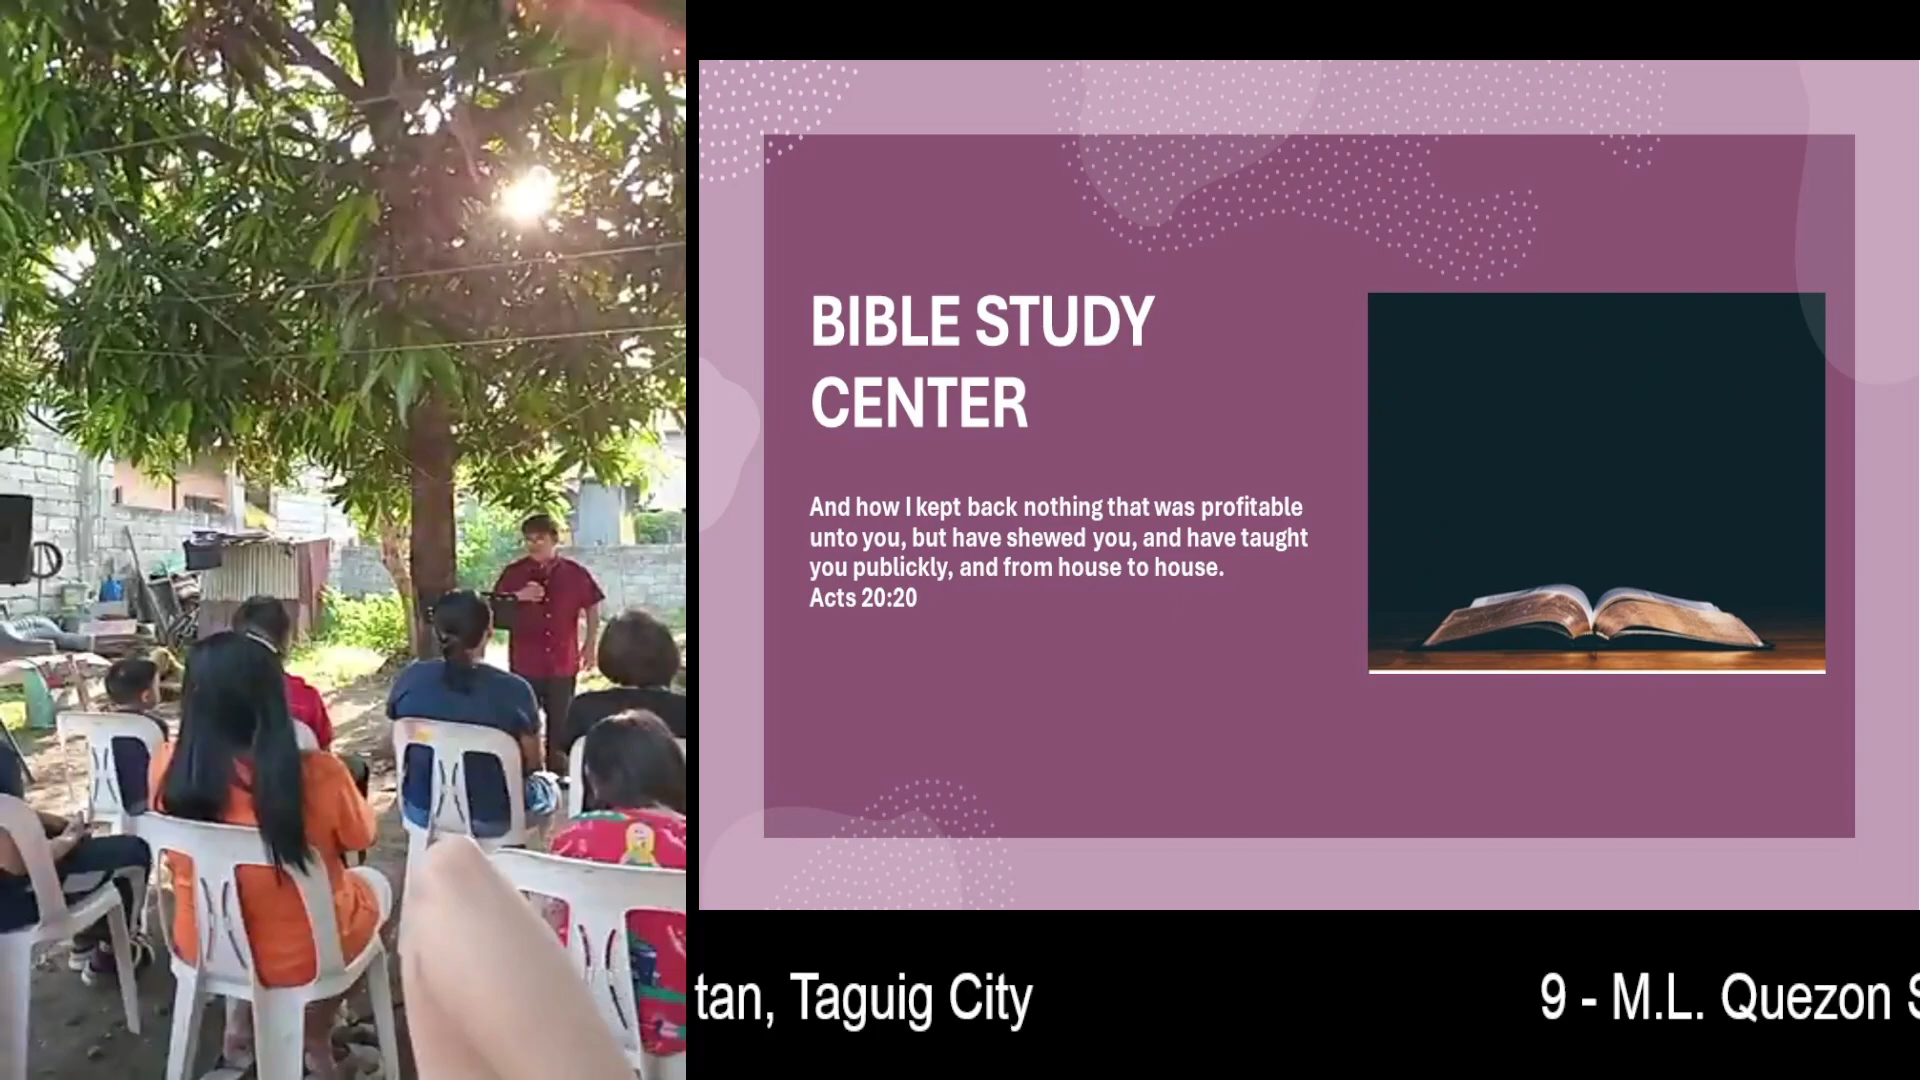 BIBLE STUDY
CENTER
And how I kept back nothing that was profitable
unto you, but have shewed you, and have taught
you publickly, and from house to house.
Acts 20:20
tan, Taguig City
9 - M.L. Quezon S